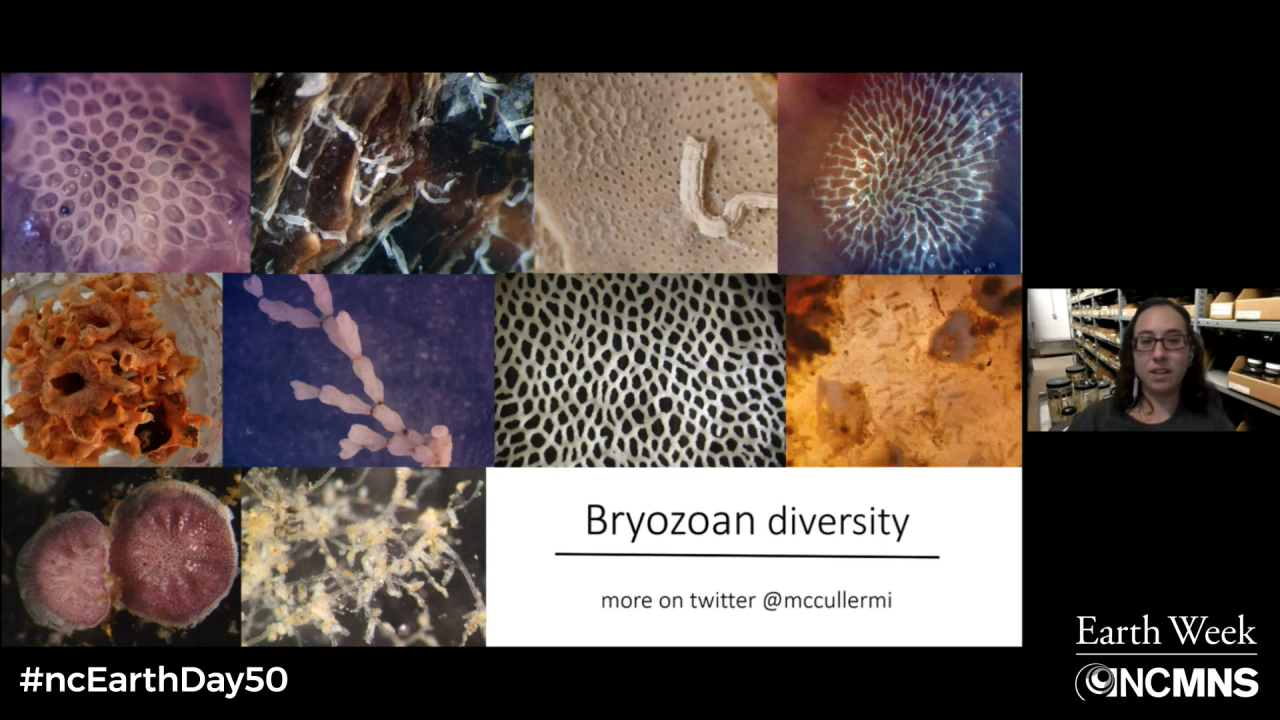 Bryozoan diversity
more on twitter @mccullermi
Earth Week
NCMNS
#ncEarthDay50